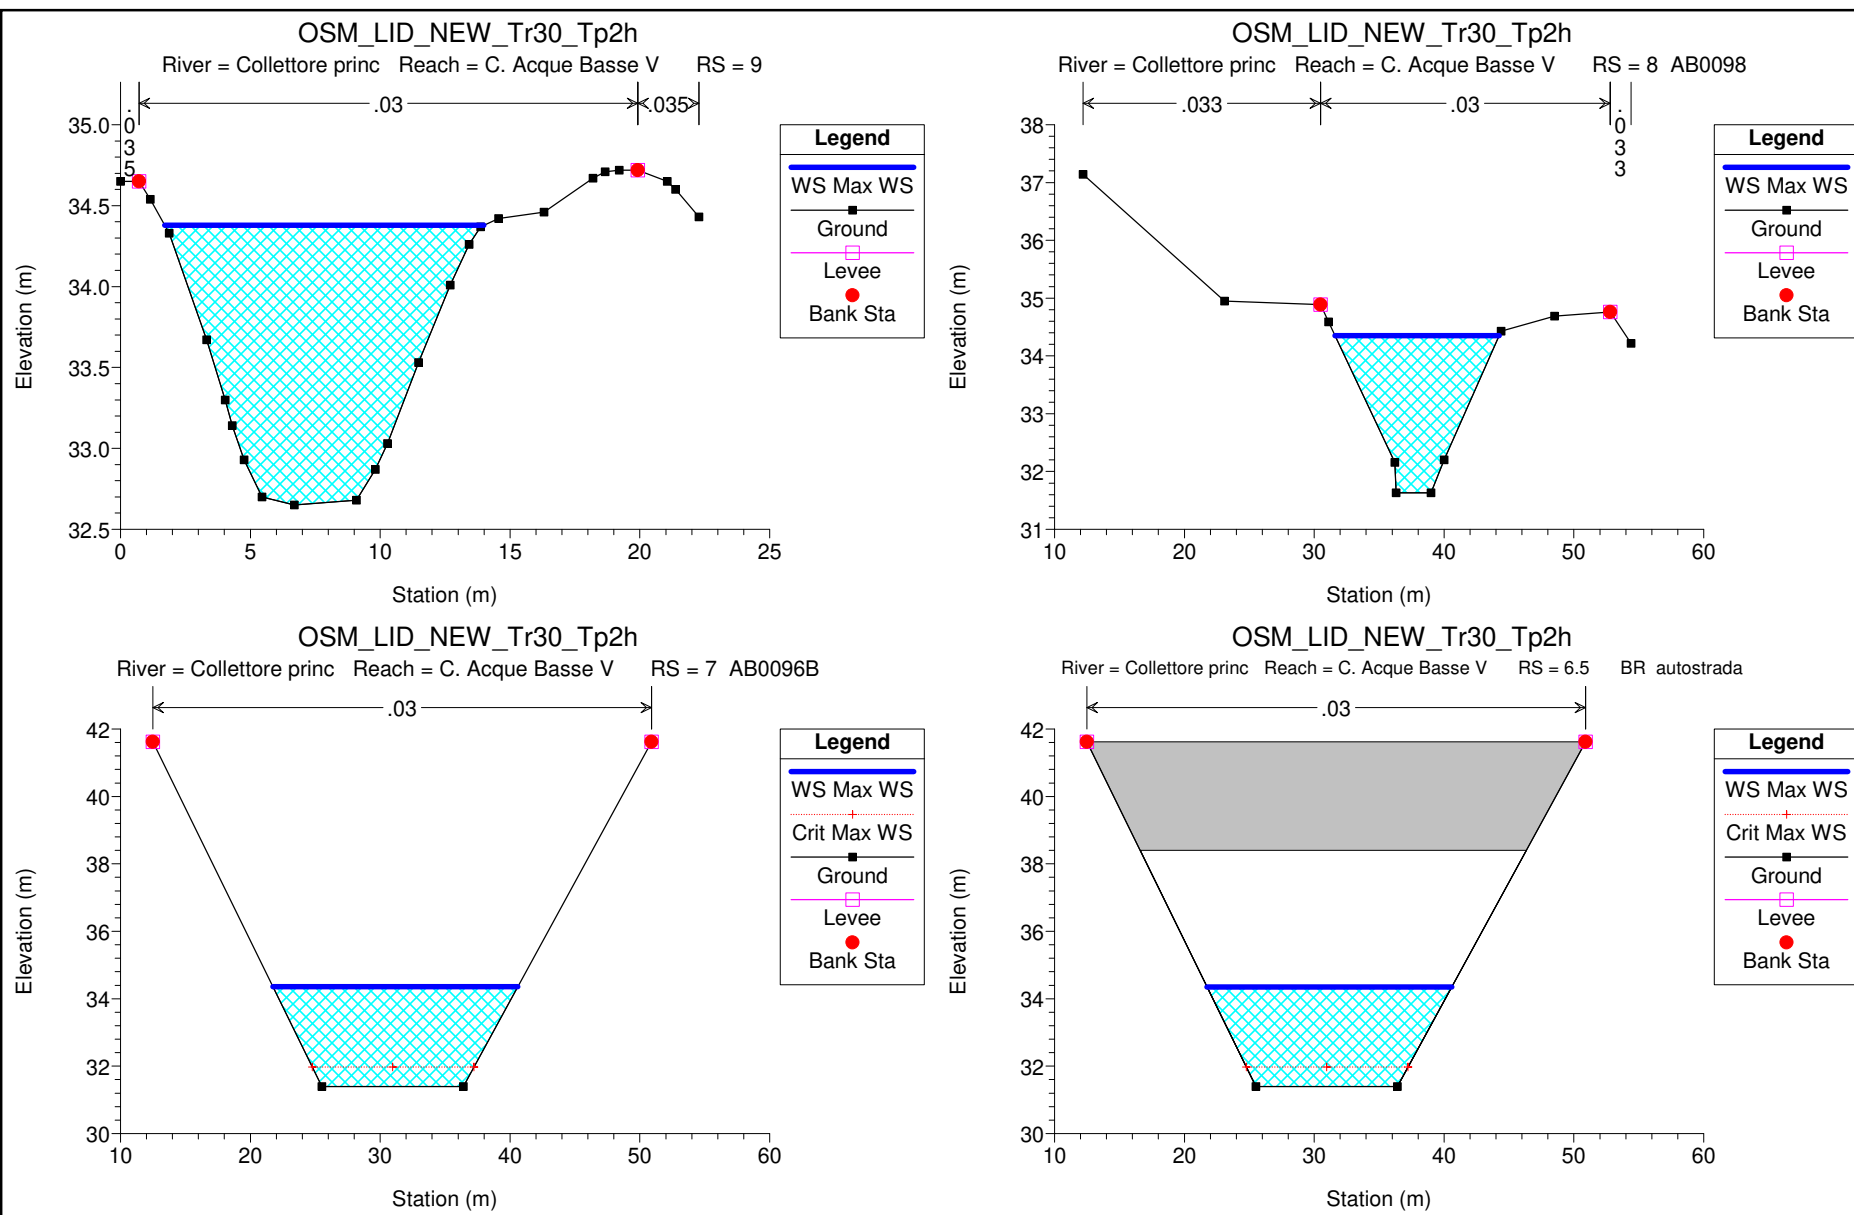 OSM_LID_NEW_Tr30_Tp2h
River = Collettore princ Reach = C. Acque Basse V RS = 9
.035
.03
.035
35.0
34.5
34.0
33.5
33.0
32.5
0 5 10 15 20 25
Elevation (m)
Station (m)
Legend
WS Max WS
Ground
Levee
Bank Sta
OSM_LID_NEW_Tr30_Tp2h
River = Collettore princ Reach = C. Acque Basse V RS = 8 AB0098
.033
.03
.033
38
37
36
35
34
33
32
31
10 20 30 40 50 60
Elevation (m)
Station (m)
Legend
WS Max WS
Ground
Levee
Bank Sta
OSM_LID_NEW_Tr30_Tp2h
River = Collettore princ Reach = C. Acque Basse V RS = 7 AB0096B
.03
42
40
38
36
34
32
30
10 20 30 40 50 60
Elevation (m)
Station (m)
Legend
WS Max WS
Crit Max WS
Ground
Levee
Bank Sta
OSM_LID_NEW_Tr30_Tp2h
River = Collettore princ Reach = C. Acque Basse V RS = 6.5 BR autostrada
.03
42
40
38
36
34
32
30
10 20 30 40 50 60
Elevation (m)
Station (m)
Legend
WS Max WS
Crit Max WS
Ground
Levee
Bank Sta